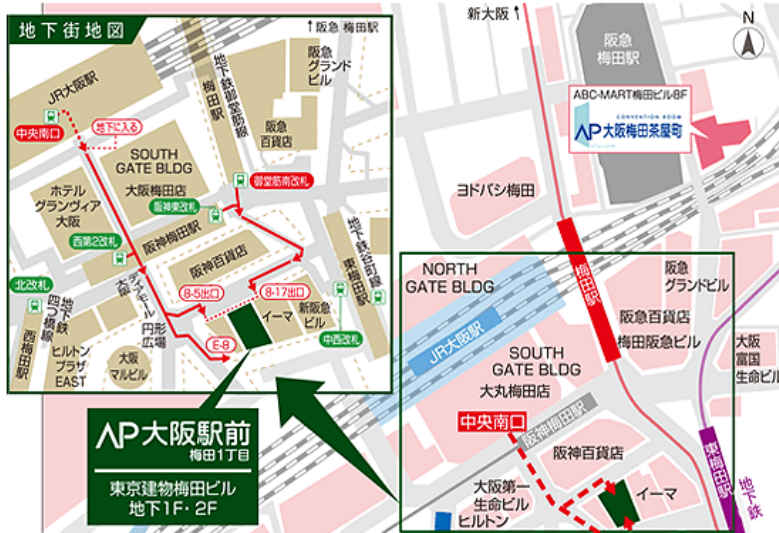 地下街地図
↑阪急 梅田駅
JR大阪駅
中央南口
地下に入る
地下鉄御堂筋線
梅田駅
阪急
グランド
ビル
阪急
百貨店
SOUTH
GATE BLDG
大阪梅田店
御堂筋南改札
ホテル
グランヴィア
大阪
阪神東改札
西第2改札
阪神梅田駅
阪神百貨店
北改札
地下鉄
四つ橋線
西梅田駅
ディアモール
大阪
円形
広場
8-5出口
8-17出口
地下鉄谷町線
東梅田駅
新阪急
ビル
イーマ
中西改札
E-8
ヒルトン
プラザ
EAST
大阪
マルビル
AP大阪駅前
梅田1丁目
東京建物梅田ビル
地下1F・2F
新大阪↑
N
阪急
梅田駅
ABC-MART梅田ビル8F
CONVENTION ROOM
AP大阪梅田茶屋町
ヨドバシ梅田
梅田駅
NORTH
GATE BLDG
阪急
グランドビル
JR大阪駅
阪急百貨店
梅田阪急ビル
SOUTH
GATE BLDG
大丸梅田店
大阪
富国
生命ビル
中央南口
阪神梅田駅
阪神百貨店
大阪第一
生命ビル
ヒルトン
イーマ
東梅田駅
地下鉄